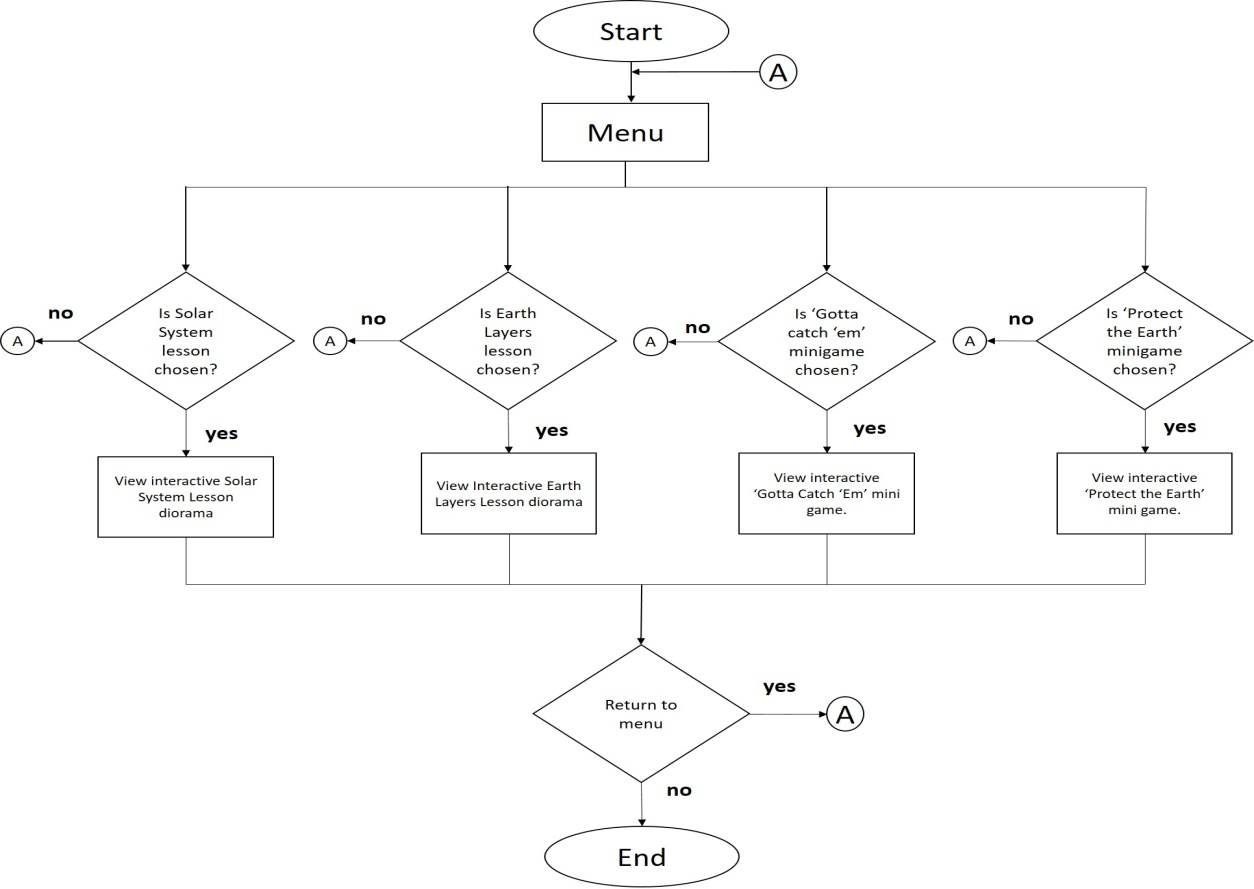 Start
A
Menu
Is Solar
System
lesson
chosen?
no
A
yes
Is Earth
Layers
lesson
chosen?
no
A
yes
Is ‘Gotta
catch ‘em’
minigame
chosen?
no
A
yes
Is ‘Protect
the Earth’
minigame
chosen?
no
A
yes
View interactive Solar
System Lesson
diorama
View Interactive Earth
Layers Lesson diorama
View interactive
‘Gotta Catch ‘Em’ mini
game.
View interactive
‘Protect the Earth’
mini game.
Return to
menu
yes
A
no
End